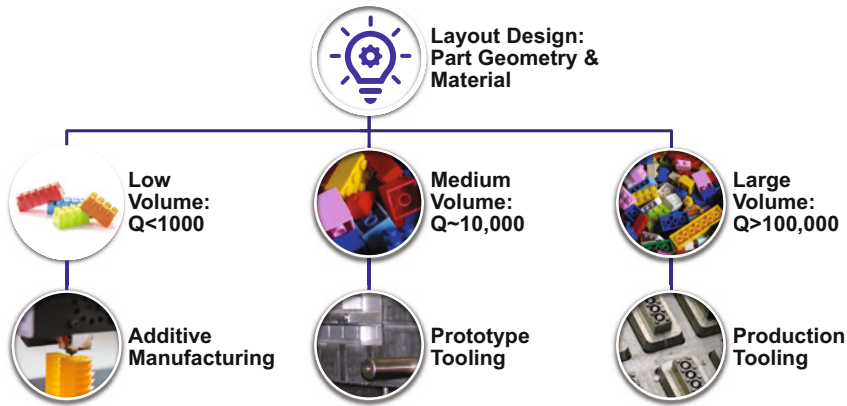 Layout Design:
Part Geometry &
Material
Low
Volume:
Q<1000
Medium
Volume:
Q~10,000
Large
Volume:
Q>100,000
Additive
Manufacturing
Prototype
Tooling
Production
Tooling